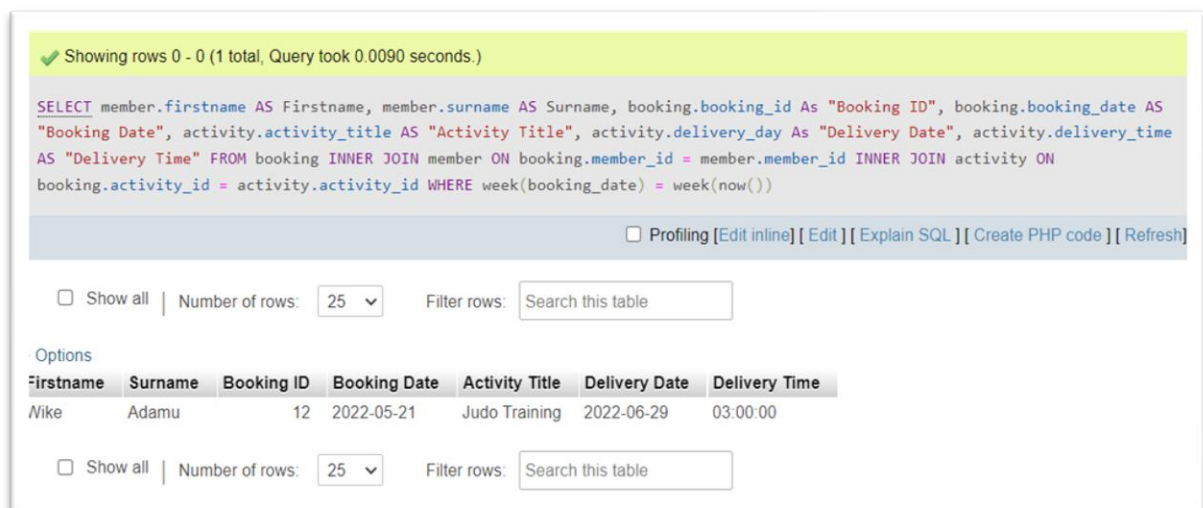 Showing rows 0 - 0 (1 total, Query took 0.0090 seconds.)
SELECT member.firstname AS Firstname, member.surname AS Surname, booking.booking_id As "Booking ID", booking.booking_date AS
"Booking Date", activity.activity_title AS "Activity Title", activity.delivery_day As "Delivery Date", activity.delivery_time
AS "Delivery Time" FROM booking INNER JOIN member ON booking.member_id = member.member_id INNER JOIN activity ON
booking.activity_id = activity.activity_id WHERE week(booking_date) = week(now())
Profiling [Edit inline] [ Edit ] [ Explain SQL ] [ Create PHP code ] [ Refresh]
Show all | Number of rows: 25 Filter rows: Search this table
Options
Firstname Surname Booking ID Booking Date Activity Title Delivery Date Delivery Time
Wike Adamu 12 2022-05-21 Judo Training 2022-06-29 03:00:00
Show all | Number of rows: 25 Filter rows: Search this table